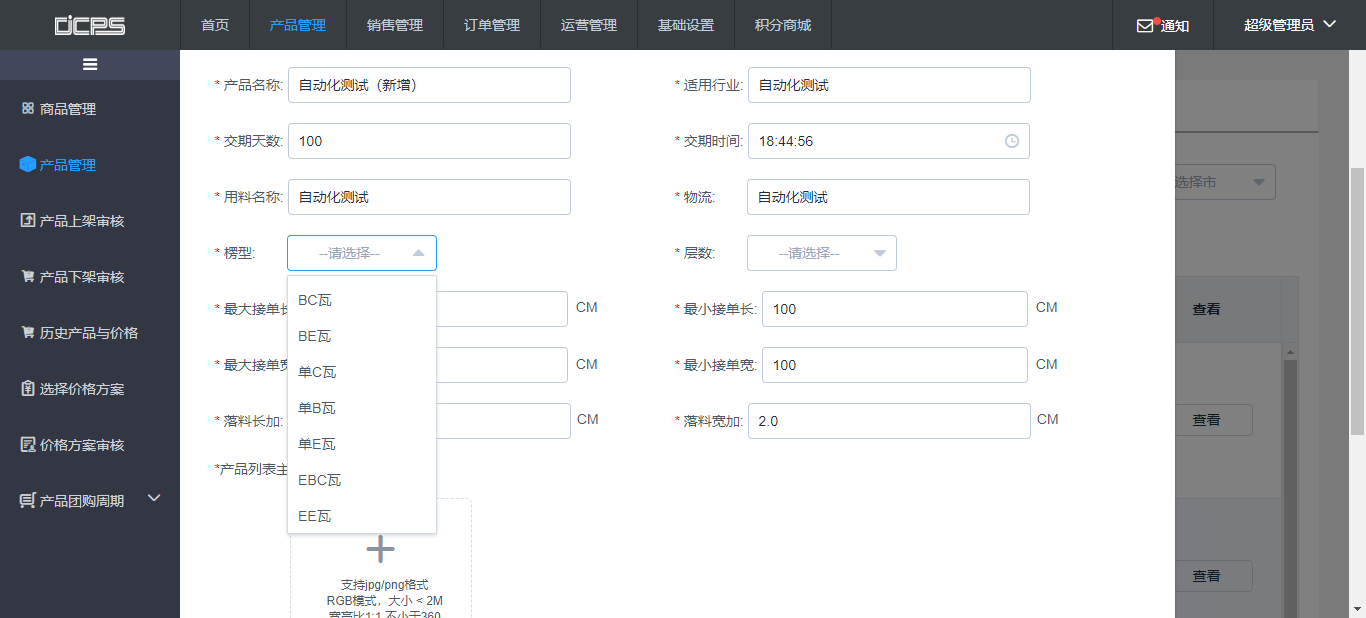 DJCPS
首页
产品管理
销售管理
订单管理
运营管理
基础设置
积分商城
通知
超级管理员
商品管理
产品管理
产品上架审核
产品下架审核
历史产品与价格
选择价格方案
价格方案审核
产品团购周期
* 产品名称: 自动化测试（新增）
* 适用行业: 自动化测试
* 交期天数: 100
* 交期时间: 18:44:56
* 用料名称: 自动化测试
* 物流: 自动化测试
* 楞型: --请选择--
* 层数: --请选择--
BC瓦
BE瓦
单C瓦
单B瓦
单E瓦
EBC瓦
EE瓦
* 最大接单长 CM
* 最小接单长: 100 CM
* 最大接单宽 CM
* 最小接单宽: 100 CM
* 落料长加: CM
* 落料宽加: 2.0 CM
*产品列表主
支持jpg/png格式
RGB模式，大小 < 2M
宽高比1:1 不小于360
选择市
查看
查看
查看